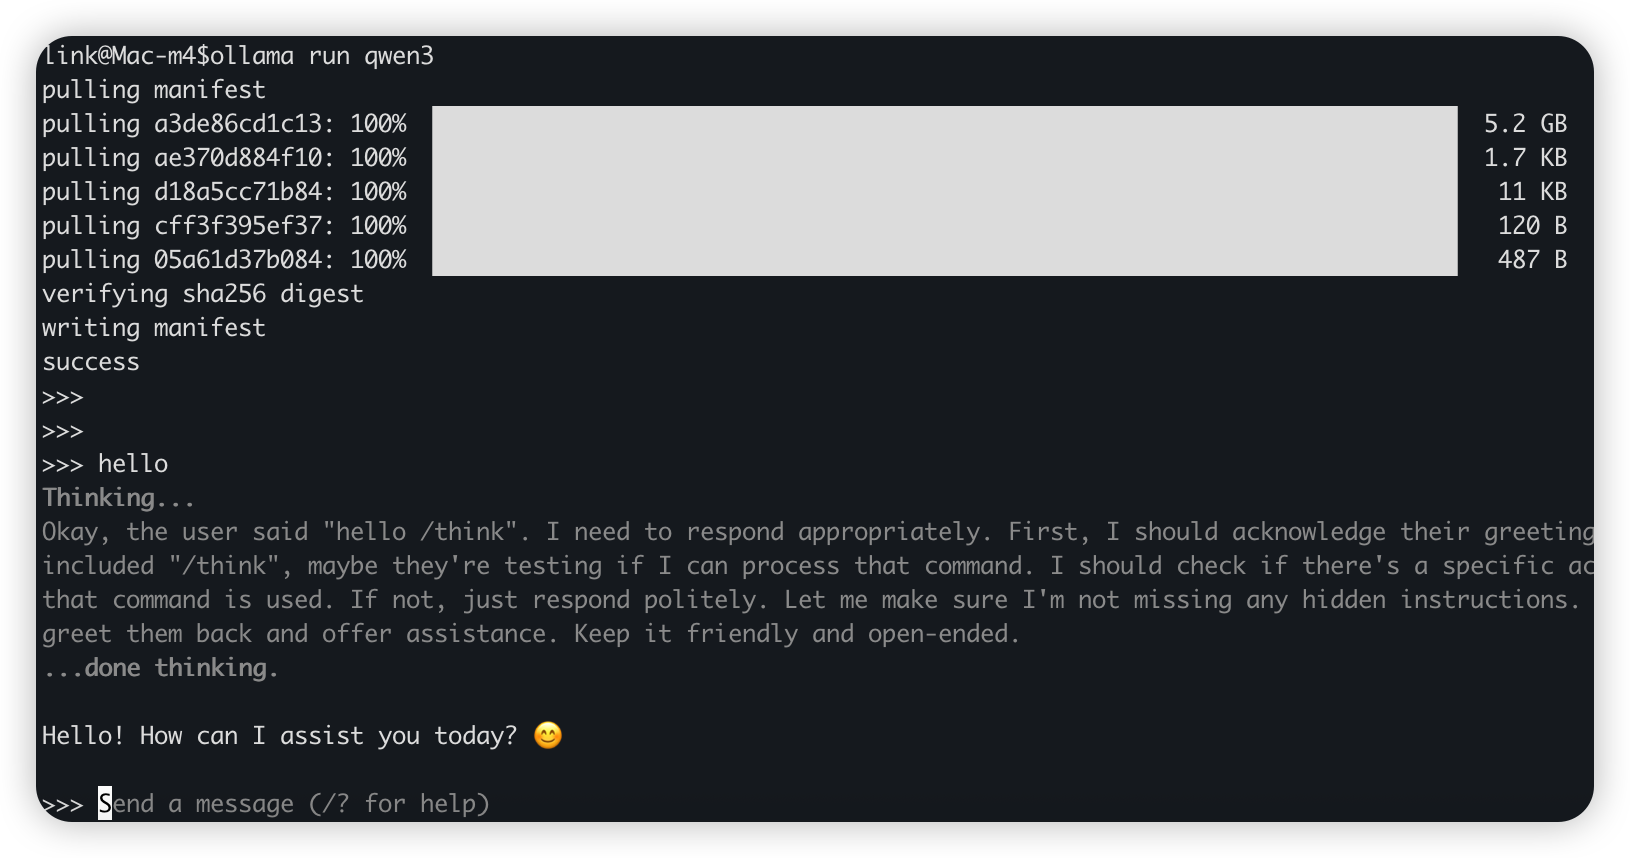 link@Mac-m4$ollama run qwen3
pulling manifest
pulling a3de86cd1c13: 100% 5.2 GB
pulling ae370d884f10: 100% 1.7 KB
pulling d18a5cc71b84: 100% 11 KB
pulling cff3f395ef37: 100% 120 B
pulling 05a61d37b084: 100% 487 B
verifying sha256 digest
writing manifest
success
>>>
>>>
>>> hello
Thinking...
Okay, the user said "hello /think". I need to respond appropriately. First, I should acknowledge their greeting
included "/think", maybe they're testing if I can process that command. I should check if there's a specific ac
that command is used. If not, just respond politely. Let me make sure I'm not missing any hidden instructions.
greet them back and offer assistance. Keep it friendly and open-ended.
...done thinking.
Hello! How can I assist you today? 😊
>>> Send a message (/? for help)